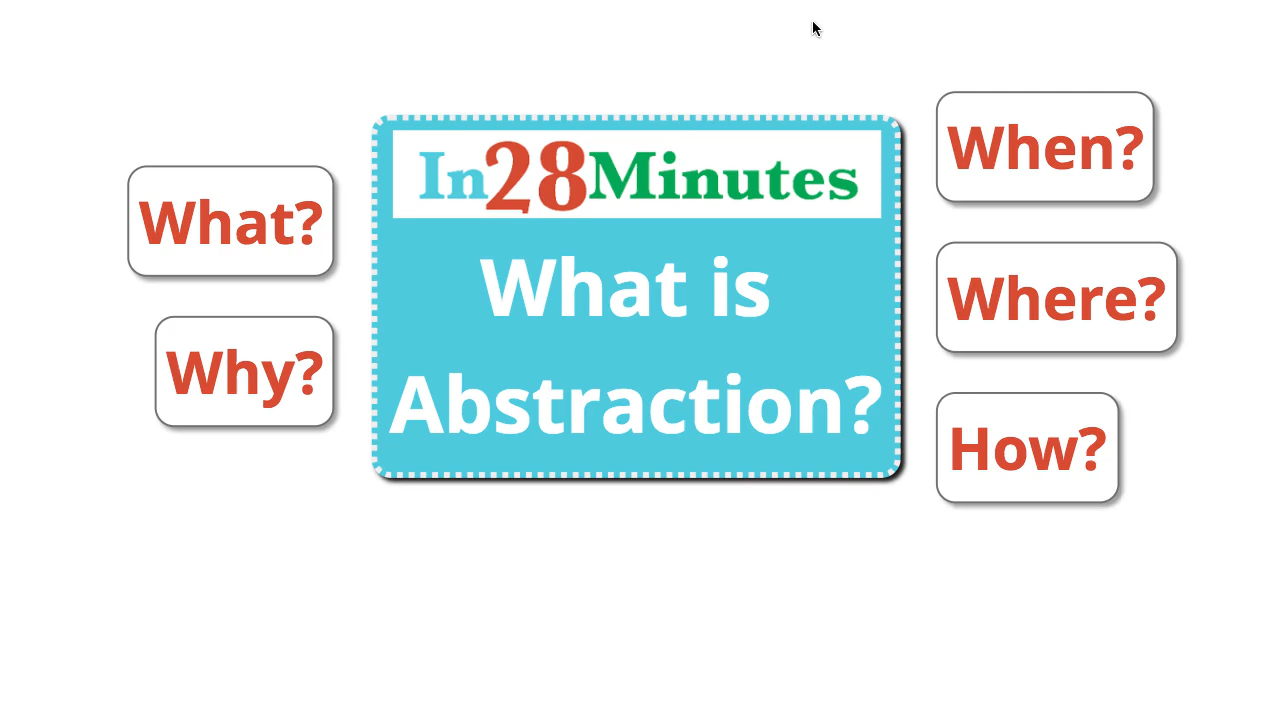 What?
Why?
In28Minutes
What is
Abstraction?
When?
Where?
How?